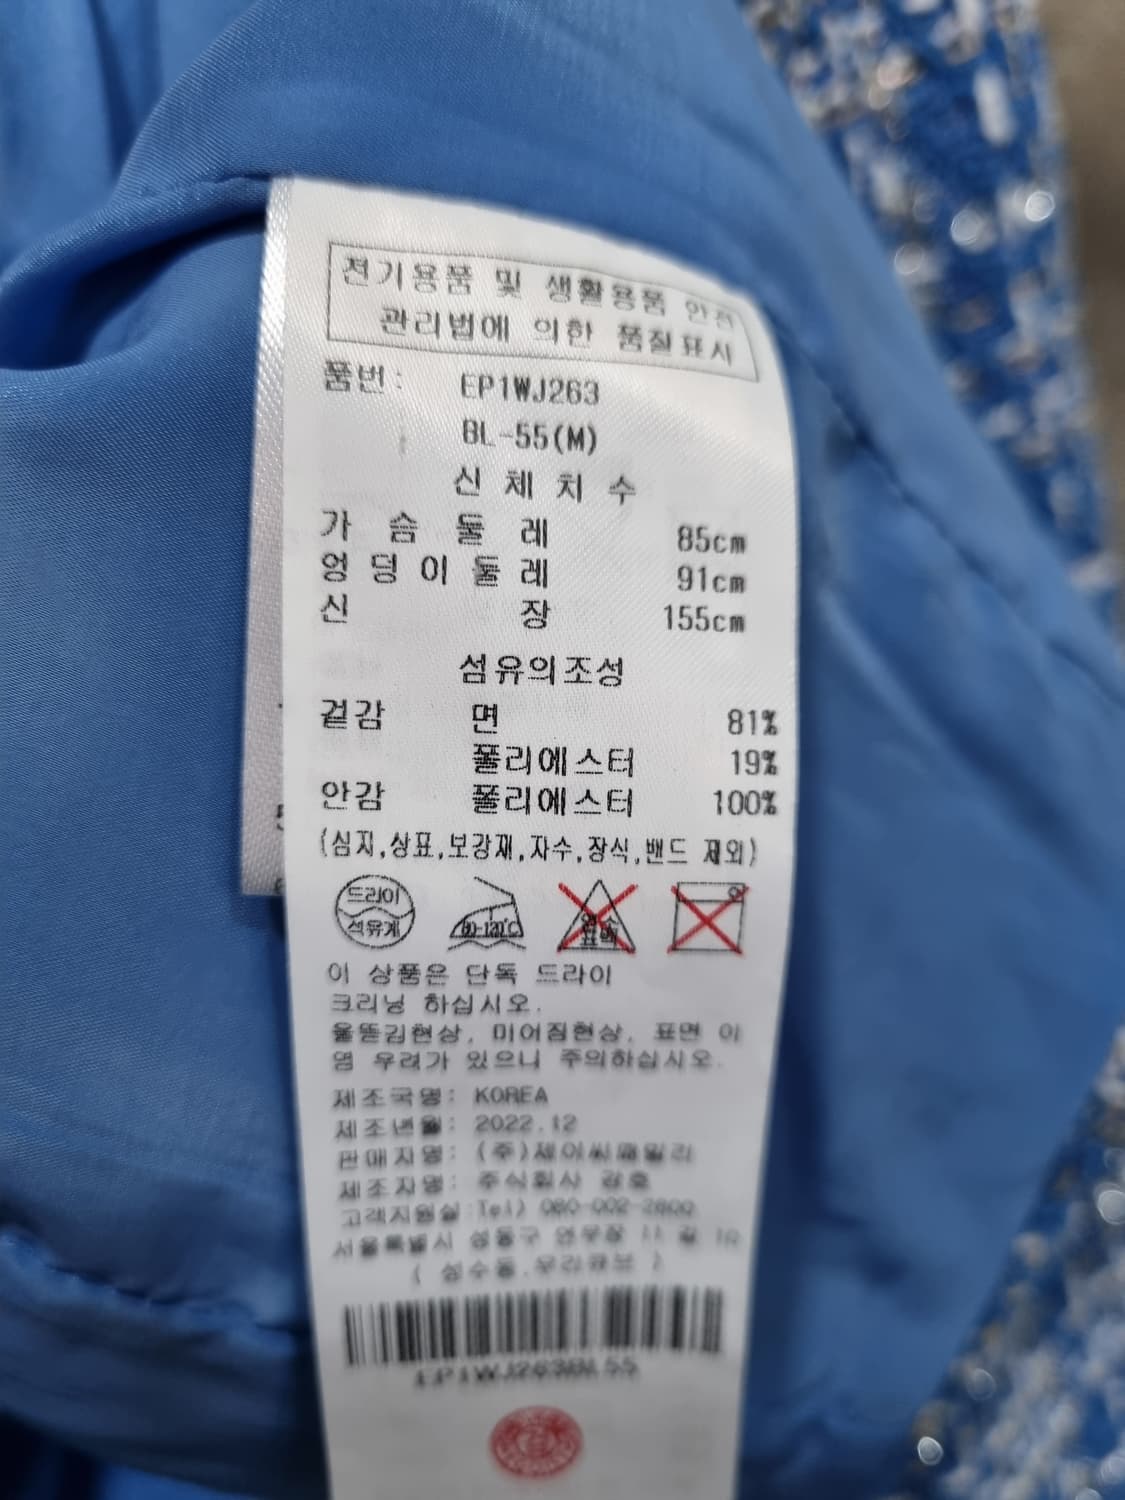 전기용품 및 생활용품 안전
관리법에 의한 품질표시
품번: EP1WJ263
BL-55(M)
신체치수
가슴둘레 85cm
엉덩이둘레 91cm
신장 155cm
섬유의조성
겉감 면 81%
폴리에스터 19%
안감 폴리에스터 100%
(심지,상표,보강재,자수,장식,밴드 제외)
드라이
석유계
80-120℃
염소
표백
이 상품은 단독 드라이
크리닝 하십시오.
올뜯김현상, 미어짐현상, 표면 이
염 우려가 있으니 주의하십시오.
제조국명: KOREA
제조년월: 2022.12
판매자명: (주)제이씨패밀리
제조자명: 주식회사 강호
고객지원실:Tel) 080-002-2800
서울특별시 성동구 연무장 11 길 10
( 성수동,우리큐브 )
EP1WJ263BL55